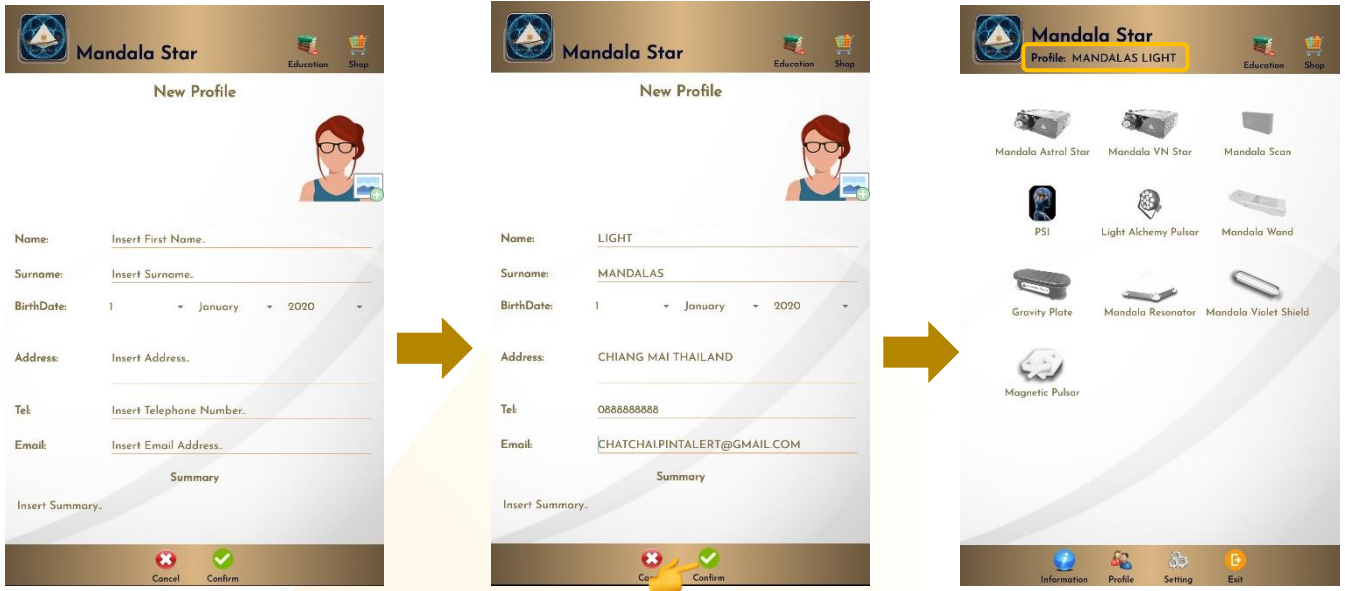 Mandala Star
Education Shop
New Profile
Name: Insert First Name..
Surname: Insert Surname..
BirthDate: 1 January 2020
Address: Insert Address..
Tel: Insert Telephone Number..
Email: Insert Email Address..
Summary
Insert Summary..
Cancel Confirm
Mandala Star
Education Shop
New Profile
Name: LIGHT
Surname: MANDALAS
BirthDate: 1 January 2020
Address: CHIANG MAI THAILAND
Tel: 0888888888
Email: CHATCHAI.PINTALERT@GMAIL.COM
Summary
Insert Summary..
Confirm
Mandala Star
Profile: MANDALAS LIGHT
Education Shop
Mandala Astral Star Mandala VN Star Mandala Scan
PSI Light Alchemy Pulsar Mandala Wand
Gravity Plate Mandala Resonator Mandala Violet Shield
Magnetic Pulsar
Information Profile Setting Exit